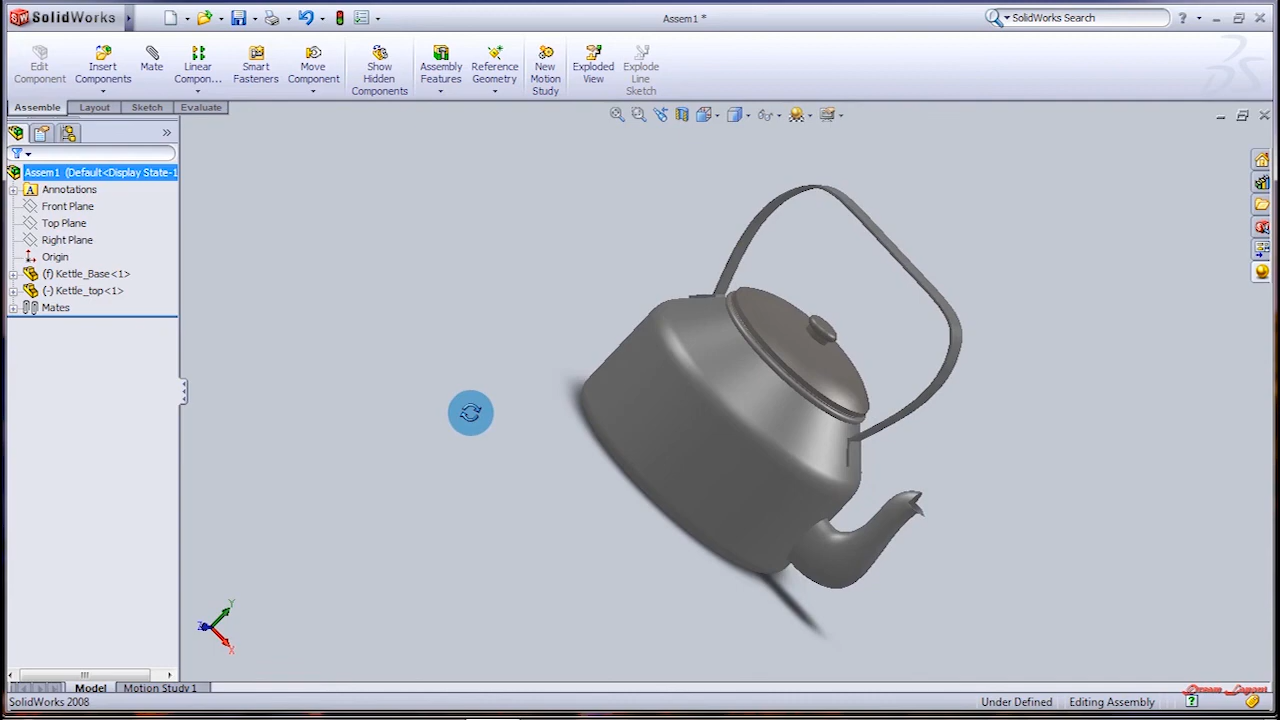 SolidWorks
Assem1 *
SolidWorks Search
?
Edit Component
Insert Components
Mate
Linear Compon...
Smart Fasteners
Move Component
Show Hidden Components
Assembly Features
Reference Geometry
New Motion Study
Exploded View
Explode Line Sketch
Assemble Layout Sketch Evaluate
Assem1 (Default<Display State-1
A Annotations
Front Plane
Top Plane
Right Plane
Origin
(f) Kettle_Base<1>
(-) Kettle_top<1>
Mates
Y
Z
X
Model Motion Study 1
SolidWorks 2008
Under Defined Editing Assembly ?